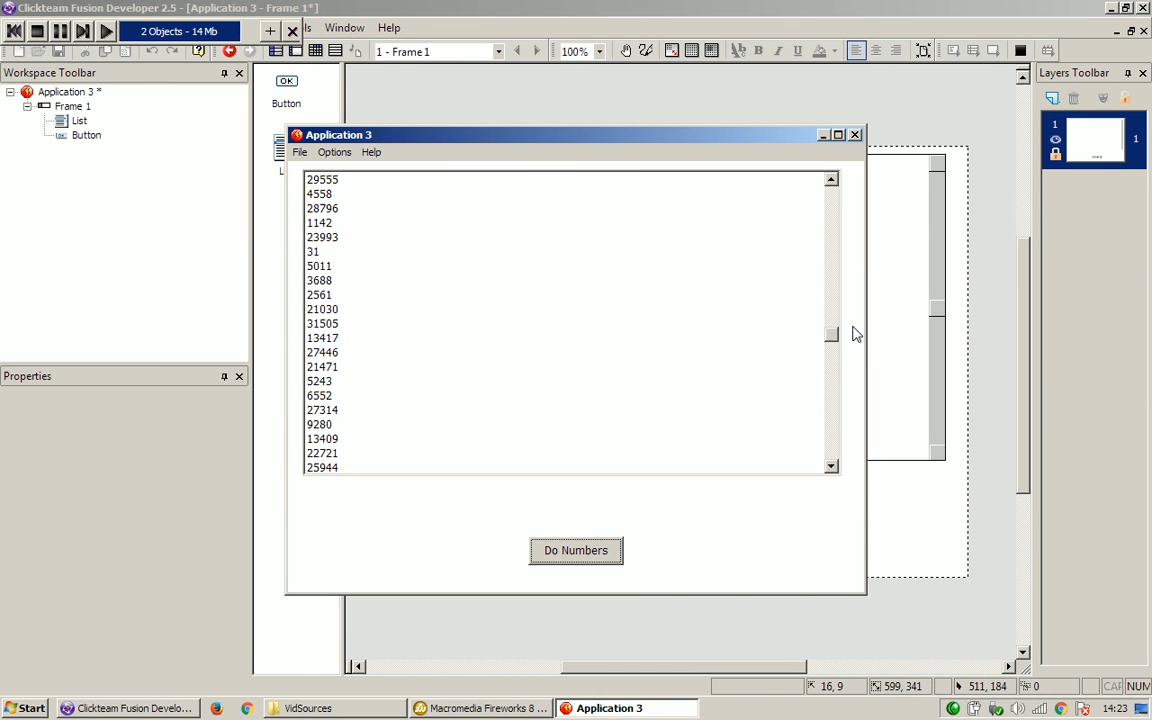 Clickteam Fusion Developer 2.5 - [Application 3 - Frame 1*]
2 Objects - 14 Mb
Window Help
1 - Frame 1
100%
Workspace Toolbar
Application 3 *
Frame 1
List
Button
Properties
OK
Button
Application 3
File Options Help
29555
4558
28796
1142
23993
31
5011
3688
2561
21030
31505
13417
27446
21471
5243
6552
27314
9280
13409
22721
25944
Do Numbers
Layers Toolbar
1
1
16, 9
599, 341
511, 184
0
CAP
NUM
Start
Clickteam Fusion Develo...
VidSources
Macromedia Fireworks 8 ...
Application 3
14:23